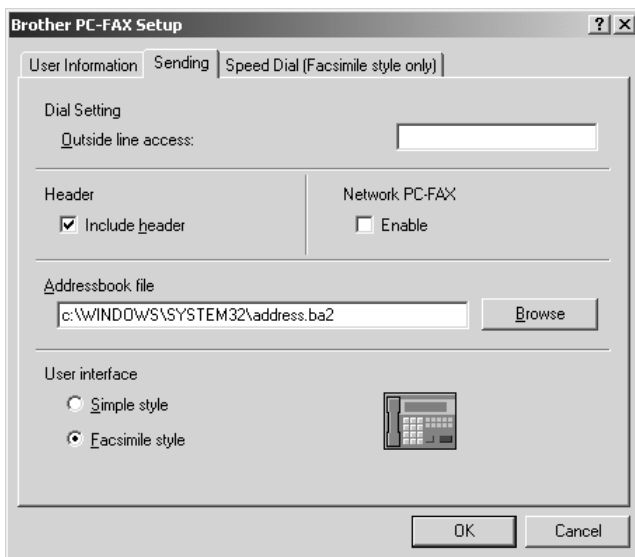 Brother PC-FAX Setup
User Information Sending Speed Dial (Facsimile style only)
Dial Setting
Outside line access:
Header Network PC-FAX
Include header Enable
Addressbook file
c:\WINDOWS\SYSTEM32\address.ba2 Browse
User interface
Simple style
Facsimile style
OK Cancel